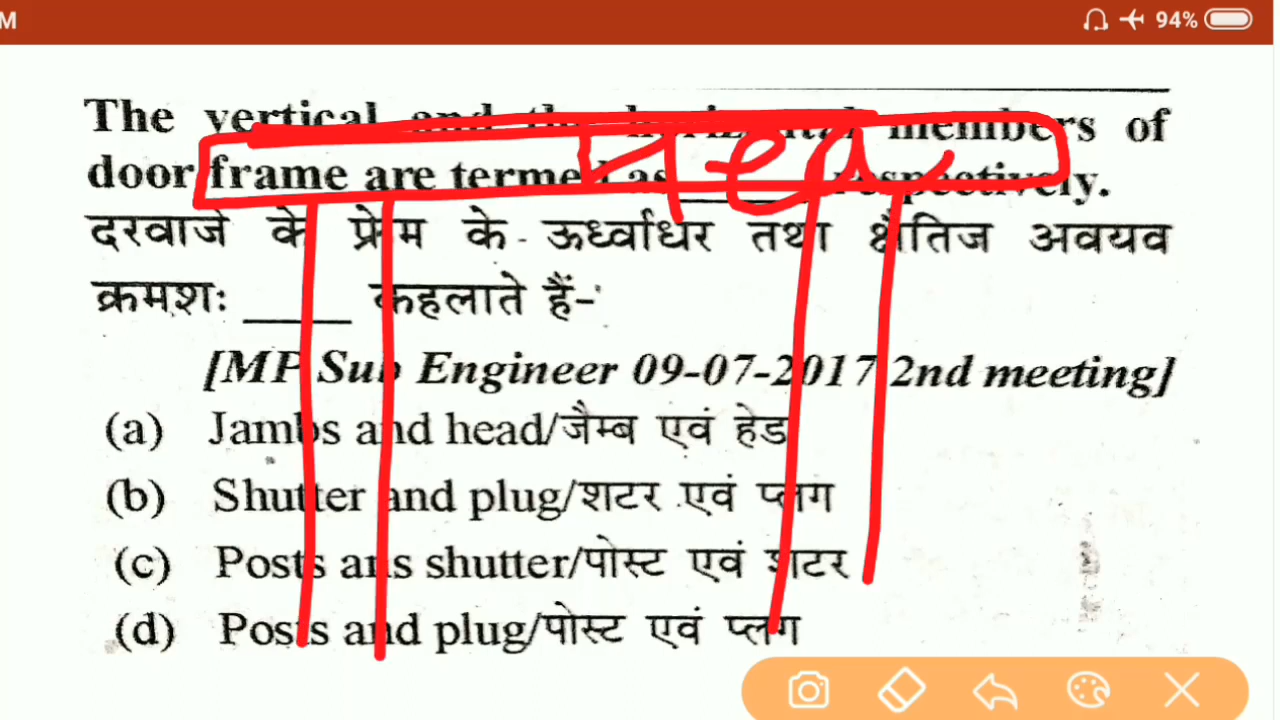 M 94%
The vertical and the horizontal members of
door frame are termed as ______ respectively.
दरवाजे के फ्रेम के - ऊर्ध्वाधर तथा क्षैतिज अवयव
क्रमशः ____ कहलाते हैं-
[MP Sub Engineer 09-07-2017 2nd meeting]
(a) Jambs and head/जैम्ब एवं हेड
(b) Shutter and plug/शटर एवं प्लग
(c) Posts ans shutter/पोस्ट एवं शटर
(d) Posts and plug/पोस्ट एवं प्लग